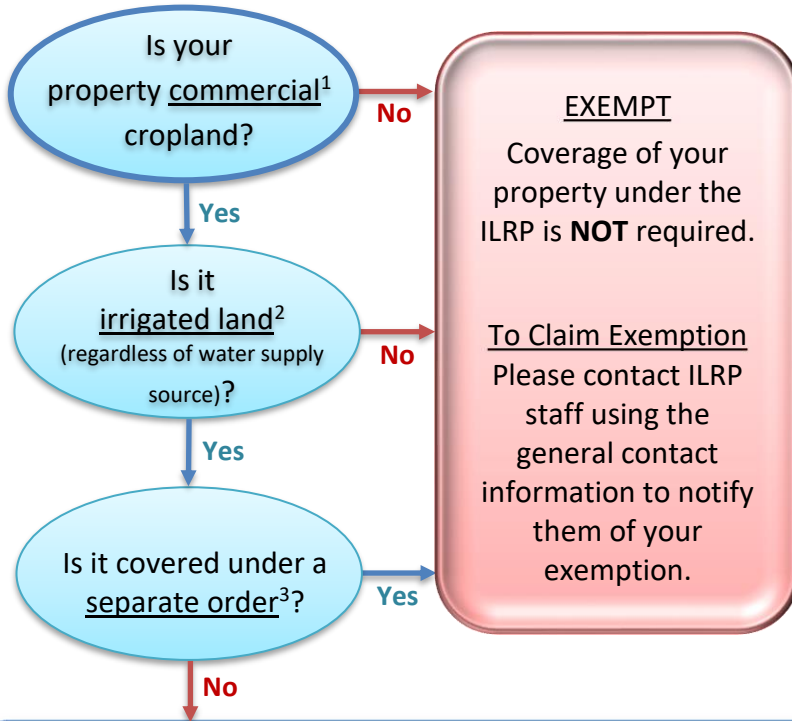 Is your
property commercial¹
cropland?
No
Yes
Is it
irrigated land²
(regardless of water supply
source)?
No
Yes
Is it covered under a
separate order³?
Yes
No
EXEMPT
Coverage of your
property under the
ILRP is NOT required.
To Claim Exemption
Please contact ILRP
staff using the
general contact
information to notify
them of your
exemption.